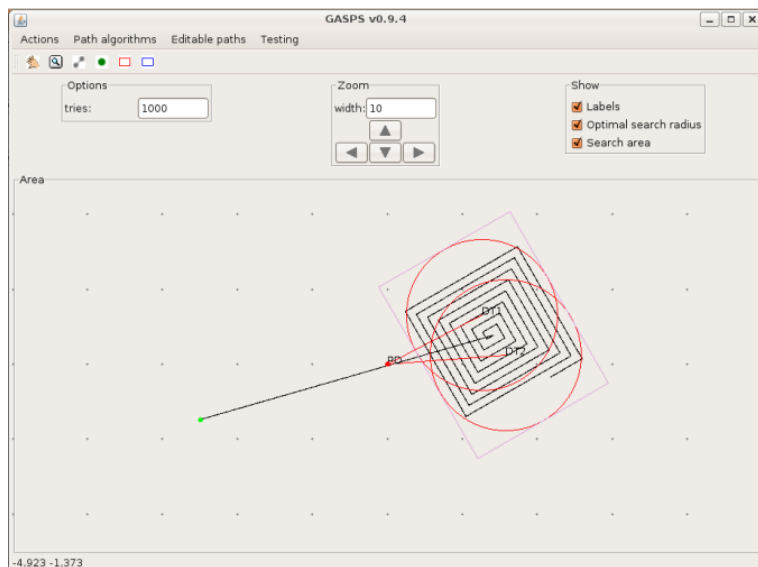 GASPS v0.9.4
Actions Path algorithms Editable paths Testing
Options
tries: 1000
Zoom
width: 10
Show
Labels
Optimal search radius
Search area
Area
DT1
DT2
PD
-4.923 -1.373